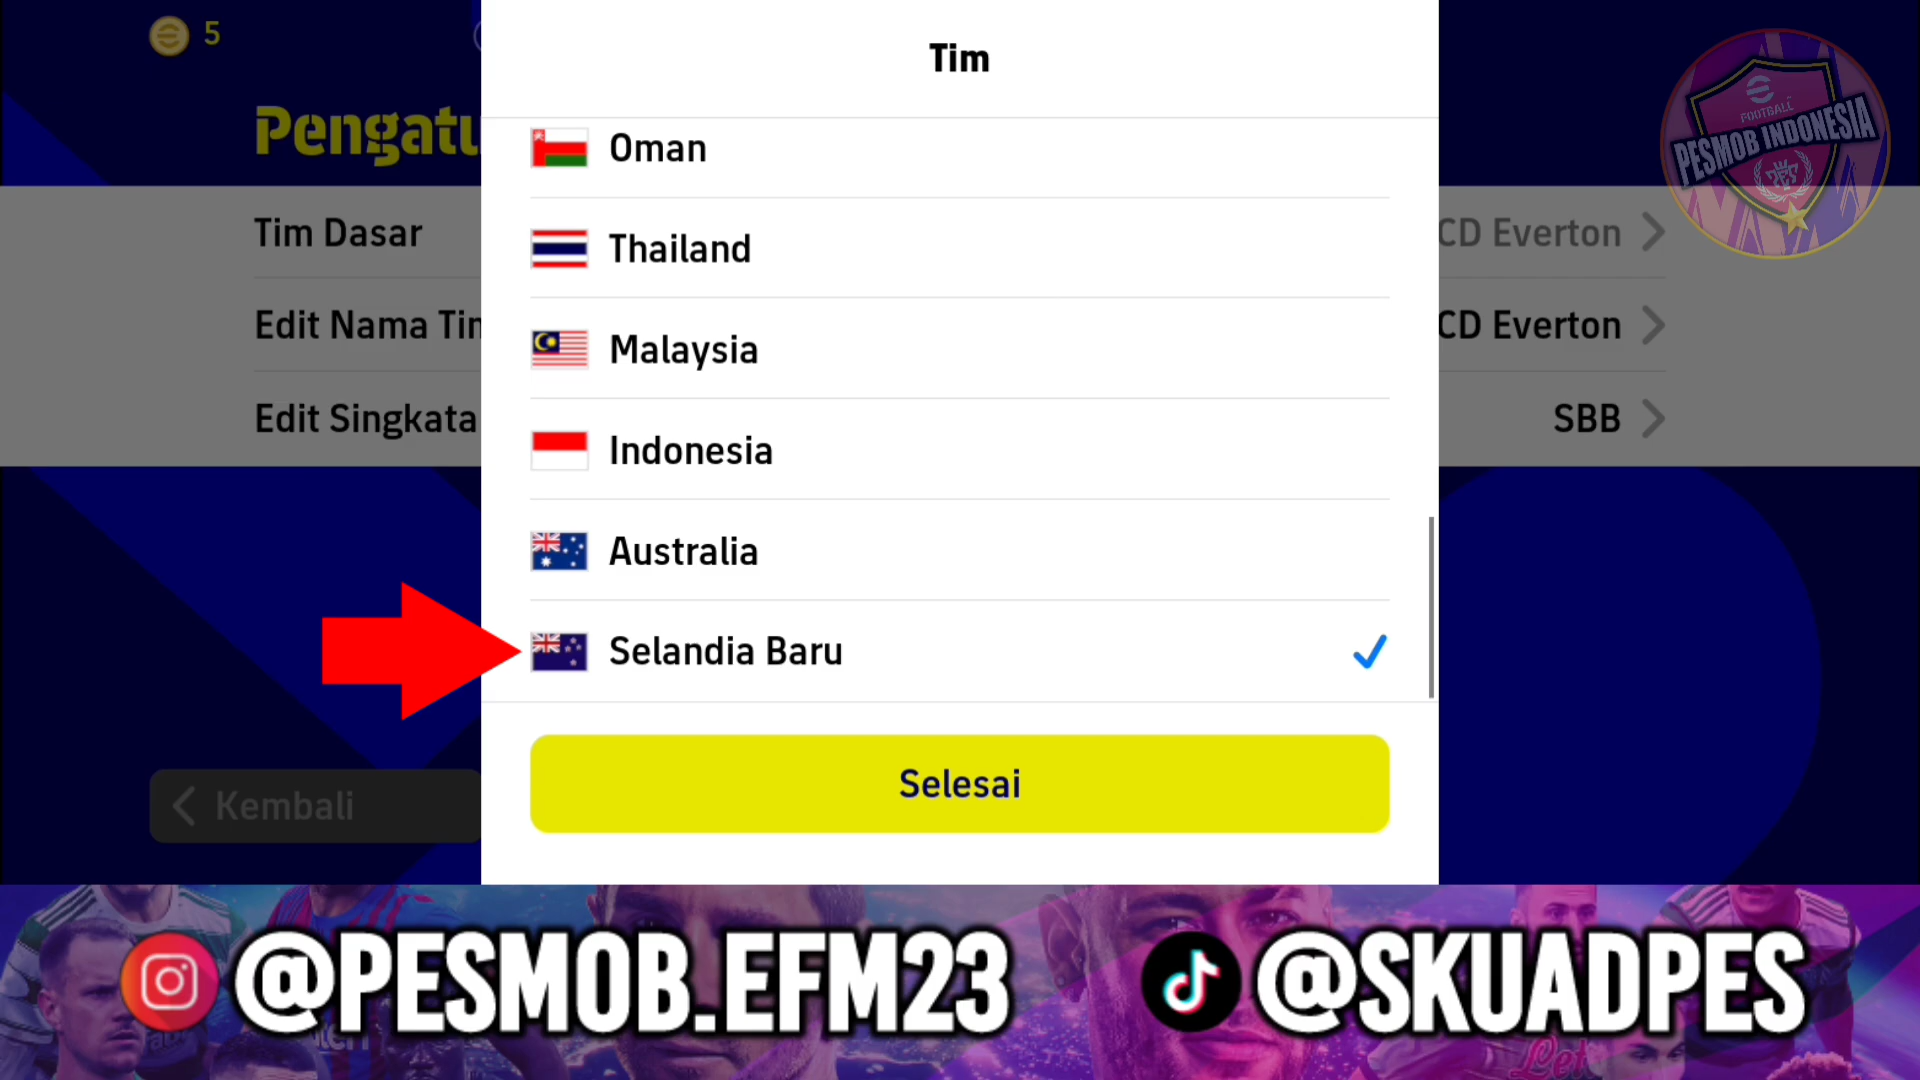 5
Tim
Pengatu
Oman
Tim Dasar
CD Everton
Thailand
Edit Nama Tim
CD Everton
Malaysia
Edit Singkata
SBB
Indonesia
Australia
Selandia Baru
Selesai
Kembali
FOOTBALL
PESMOB INDONESIA
@PESMOB.EFM23
@SKUADPES